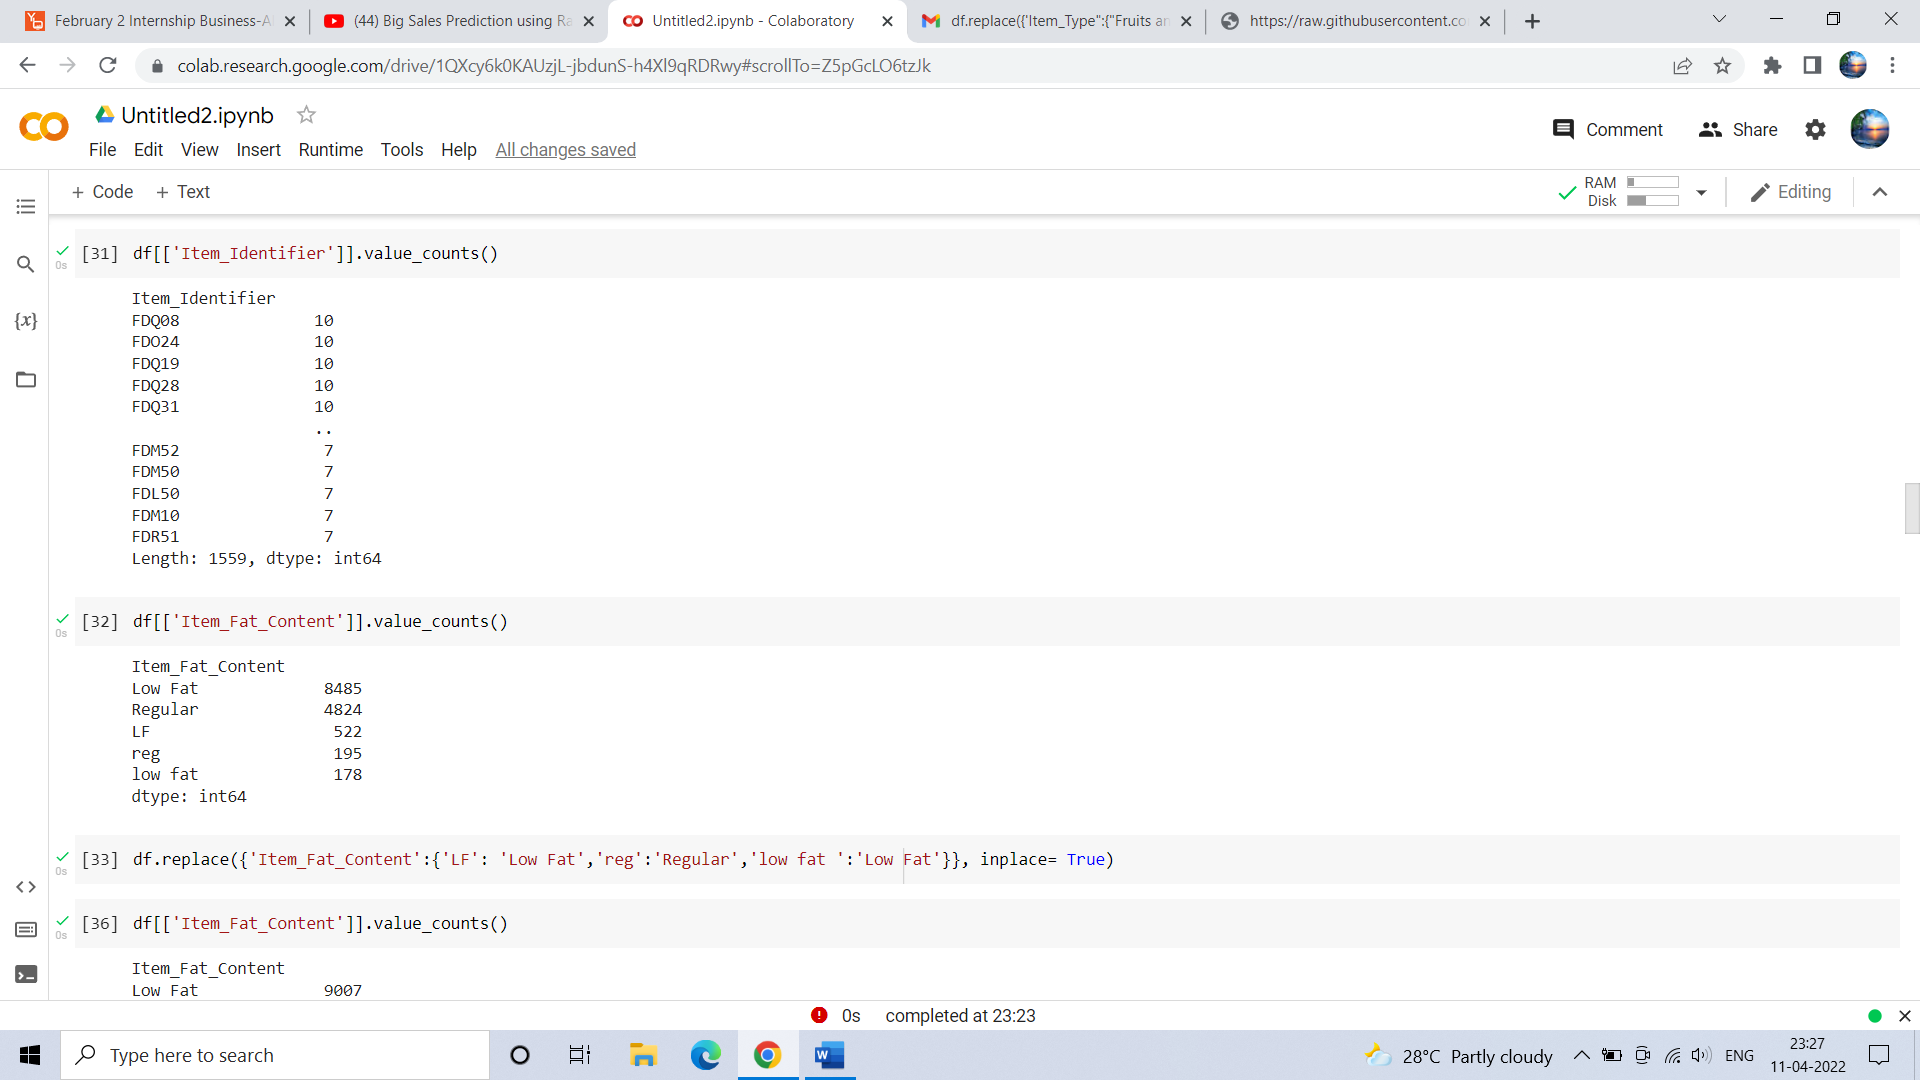 February 2 Internship Business-A
(44) Big Sales Prediction using Ra
Untitled2.ipynb - Colaboratory
df.replace({'Item_Type':{"Fruits an
https://raw.githubusercontent.co
colab.research.google.com/drive/1QXcy6k0KAUzjL-jbdunS-h4Xl9qRDRwy#scrollTo=Z5pGcLO6tzJk
Untitled2.ipynb
Comment
Share
File Edit View Insert Runtime Tools Help All changes saved
+ Code + Text
RAM
Disk
Editing
{x}
0s
[31] df[['Item_Identifier']].value_counts()
Item_Identifier
FDQ08 10
FDO24 10
FDQ19 10
FDQ28 10
FDQ31 10
..
FDM52 7
FDM50 7
FDL50 7
FDM10 7
FDR51 7
Length: 1559, dtype: int64
0s
[32] df[['Item_Fat_Content']].value_counts()
Item_Fat_Content
Low Fat 8485
Regular 4824
LF 522
reg 195
low fat 178
dtype: int64
0s
[33] df.replace({'Item_Fat_Content':{'LF': 'Low Fat','reg':'Regular','low fat ':'Low Fat'}}, inplace= True)
0s
[36] df[['Item_Fat_Content']].value_counts()
Item_Fat_Content
Low Fat 9007
0s completed at 23:23
Type here to search
28°C Partly cloudy
ENG
23:27
11-04-2022